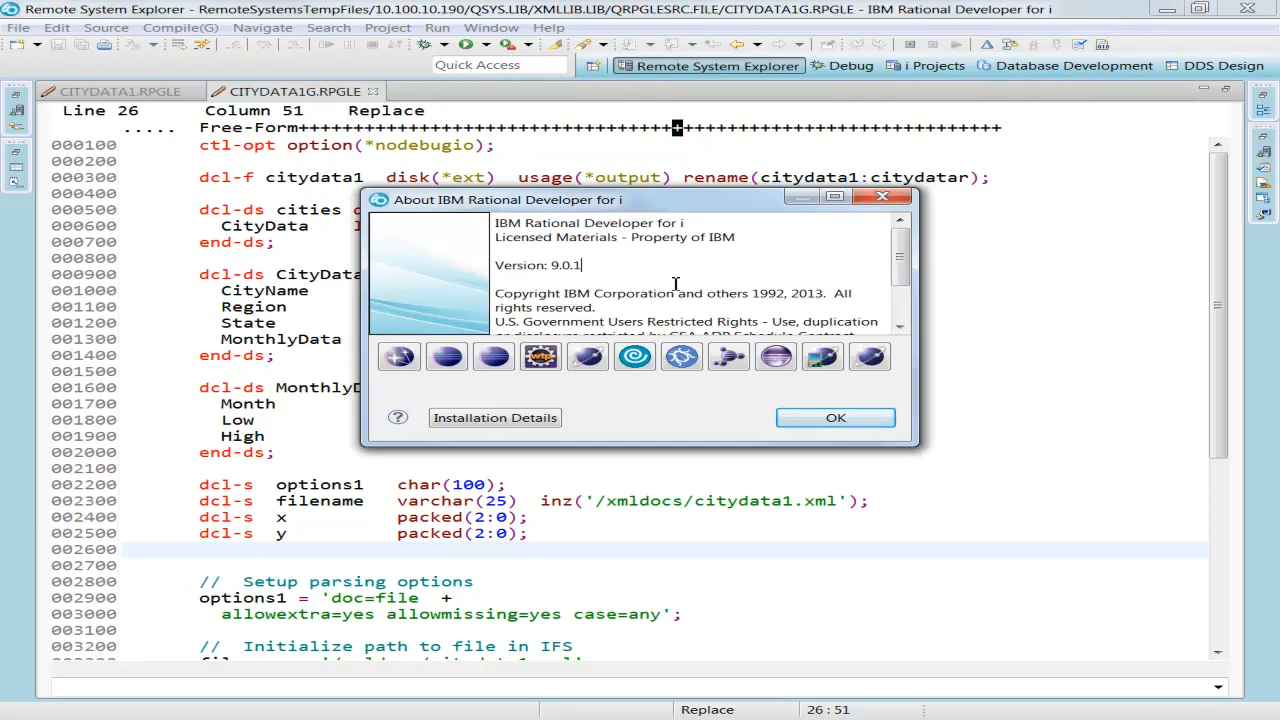 Remote System Explorer - RemoteSystemsTempFiles/10.100.10.190/QSYS.LIB/XMLLIB.LIB/QRPGLESRC.FILE/CITYDATA1G.RPGLE - IBM Rational Developer for i
File Edit Source Compile(G) Navigate Search Project Run Window Help
Quick Access Remote System Explorer Debug i Projects Database Development DDS Design
CITYDATA1.RPGLE CITYDATA1G.RPGLE
Line 26 Column 51 Replace
..... Free-Form+++++++++++++++++++++++++++++++++++++++++++++++++++++++++++++++++
000100 ctl-opt option(*nodebugio);
000200
000300 dcl-f citydata1 disk(*ext) usage(*output) rename(citydata1:citydatar);
000400
000500 dcl-ds cities
000600 CityData
000700 end-ds;
000800
000900 dcl-ds CityData
001000 CityName
001100 Region
001200 State
001300 MonthlyData
001400 end-ds;
001500
001600 dcl-ds MonthlyD
001700 Month
001800 Low
001900 High
002000 end-ds;
002100
002200 dcl-s options1 char(100);
002300 dcl-s filename varchar(25) inz('/xmldocs/citydata1.xml');
002400 dcl-s x packed(2:0);
002500 dcl-s y packed(2:0);
002600
002700
002800 // Setup parsing options
002900 options1 = 'doc=file +
003000 allowextra=yes allowmissing=yes case=any';
003100
003200 // Initialize path to file in IFS
About IBM Rational Developer for i
IBM Rational Developer for i
Licensed Materials - Property of IBM
Version: 9.0.1
Copyright IBM Corporation and others 1992, 2013. All
rights reserved.
U.S. Government Users Restricted Rights - Use, duplication
wtp
? Installation Details OK
Replace 26 : 51